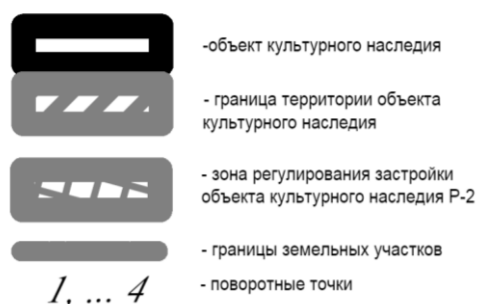 -объект культурного наследия
- граница территории объекта
культурного наследия
- зона регулирования застройки
объекта культурного наследия Р-2
- границы земельных участков
1. ... 4 - поворотные точки